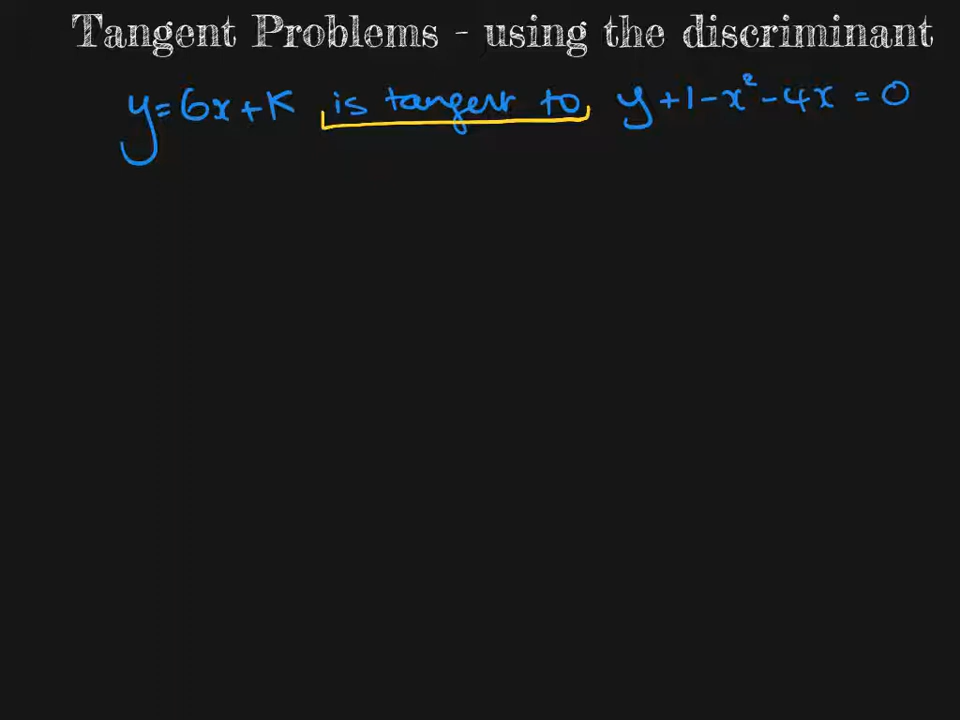 Tangent Problems - using the discriminant
y=6x+K is tangent to y+1-x²-4x=0